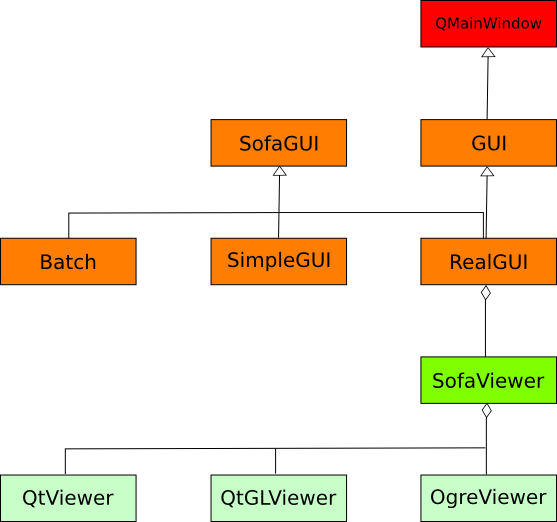 QMainWindow
SofaGUI
GUI
Batch
SimpleGUI
RealGUI
SofaViewer
QtViewer
QtGLViewer
OgreViewer